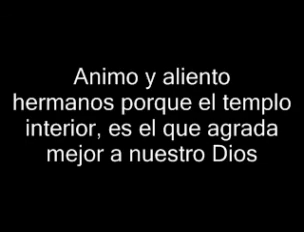 Animo y aliento
hermanos porque el templo
interior, es el que agrada
mejor a nuestro Dios